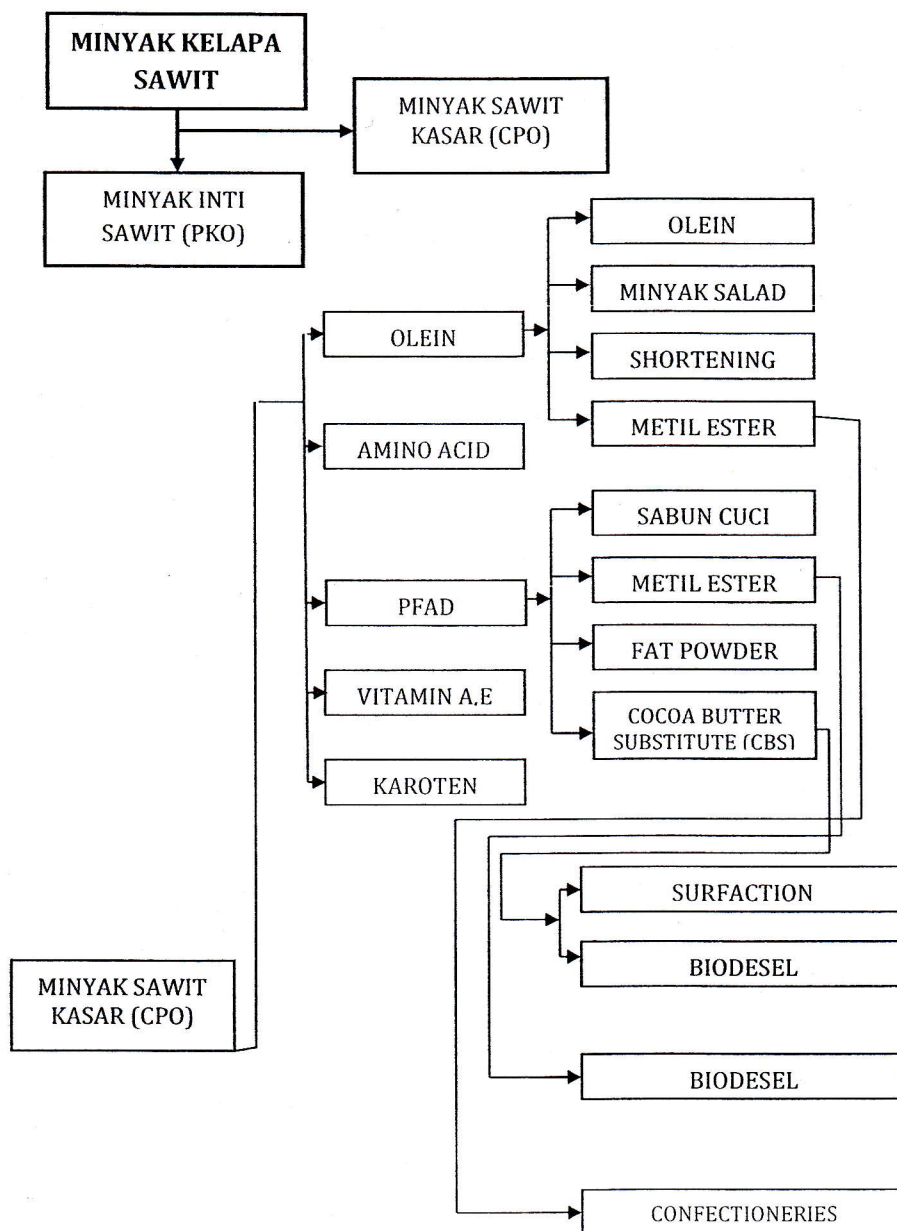 MINYAK KELAPA
SAWIT
MINYAK SAWIT
KASAR (CPO)
MINYAK INTI
SAWIT (PKO)
OLEIN
MINYAK SALAD
OLEIN
SHORTENING
METIL ESTER
AMINO ACID
SABUN CUCI
METIL ESTER
PFAD
FAT POWDER
VITAMIN A,E
COCOA BUTTER
SUBSTITUTE (CBS)
KAROTEN
SURFACTION
BIODESEL
MINYAK SAWIT
KASAR (CPO)
BIODESEL
CONFECTIONERIES